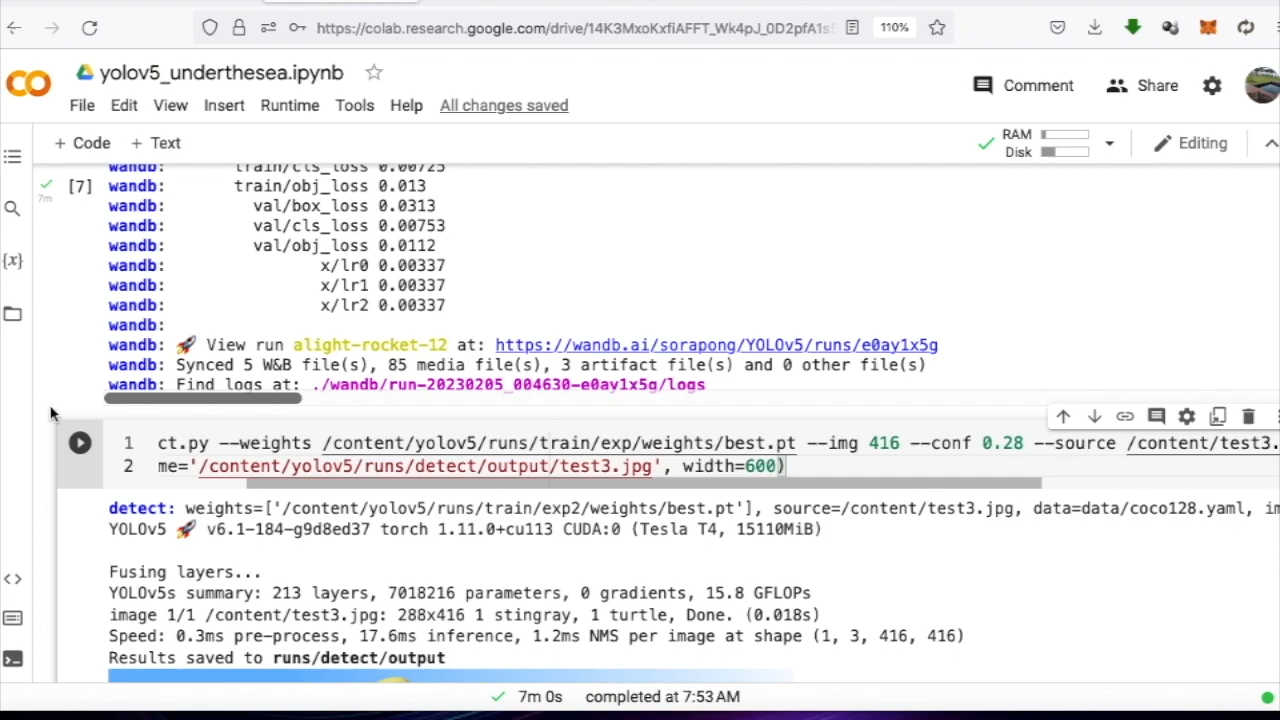 https://colab.research.google.com/drive/14K3MxoKxfiAFFT_Wk4pJ_0D2pfA1s
110%
yolov5_underthesea.ipynb
Comment
Share
File Edit View Insert Runtime Tools Help All changes saved
+ Code + Text
RAM
Disk
Editing
wandb: train/cls_loss 0.00725
[7] wandb: train/obj_loss 0.013
7m
wandb: val/box_loss 0.0313
wandb: val/cls_loss 0.00753
wandb: val/obj_loss 0.0112
{x}
wandb: x/lr0 0.00337
wandb: x/lr1 0.00337
wandb: x/lr2 0.00337
wandb:
wandb: 🚀 View run alight-rocket-12 at: https://wandb.ai/sorapong/YOLOv5/runs/e0ay1x5g
wandb: Synced 5 W&B file(s), 85 media file(s), 3 artifact file(s) and 0 other file(s)
wandb: Find logs at: ./wandb/run-20230205_004630-e0ay1x5g/logs
1 ct.py --weights /content/yolov5/runs/train/exp/weights/best.pt --img 416 --conf 0.28 --source /content/test3.
2 me='/content/yolov5/runs/detect/output/test3.jpg', width=600)
detect: weights=['/content/yolov5/runs/train/exp2/weights/best.pt'], source=/content/test3.jpg, data=data/coco128.yaml, im
YOLOv5 🚀 v6.1-184-g9d8ed37 torch 1.11.0+cu113 CUDA:0 (Tesla T4, 15110MiB)
Fusing layers...
YOLOv5s summary: 213 layers, 7018216 parameters, 0 gradients, 15.8 GFLOPs
image 1/1 /content/test3.jpg: 288x416 1 stingray, 1 turtle, Done. (0.018s)
Speed: 0.3ms pre-process, 17.6ms inference, 1.2ms NMS per image at shape (1, 3, 416, 416)
Results saved to runs/detect/output
7m 0s completed at 7:53 AM